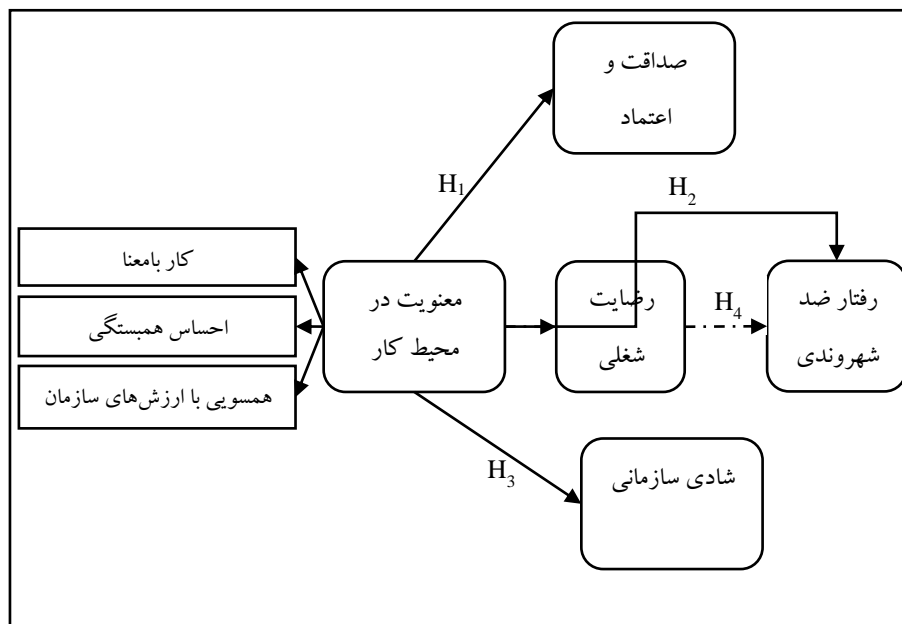 صداقت و
اعتماد
H1
H2
کار بامعنا
معنویت در
محیط کار
رضایت
شغلی
H4
رفتار ضد
شهروندی
احساس همبستگی
همسویی با ارزش‌های سازمان
H3
شادی سازمانی